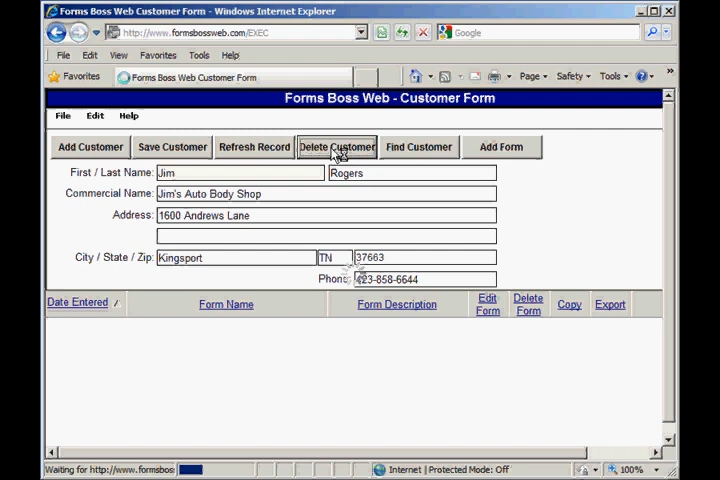 Forms Boss Web Customer Form - Windows Internet Explorer
http://www.formsbossweb.com/EXEC
Google
File Edit View Favorites Tools Help
Favorites Forms Boss Web Customer Form Page Safety Tools
Forms Boss Web - Customer Form
File Edit Help
Add Customer Save Customer Refresh Record Delete Customer Find Customer Add Form
First / Last Name: Jim Rogers
Commercial Name: Jim's Auto Body Shop
Address: 1600 Andrews Lane
City / State / Zip: Kingsport TN 37663
Phone: 423-858-6644
Date Entered Form Name Form Description Edit Form Delete Form Copy Export
Waiting for http://www.formsboss Internet | Protected Mode: Off 100%